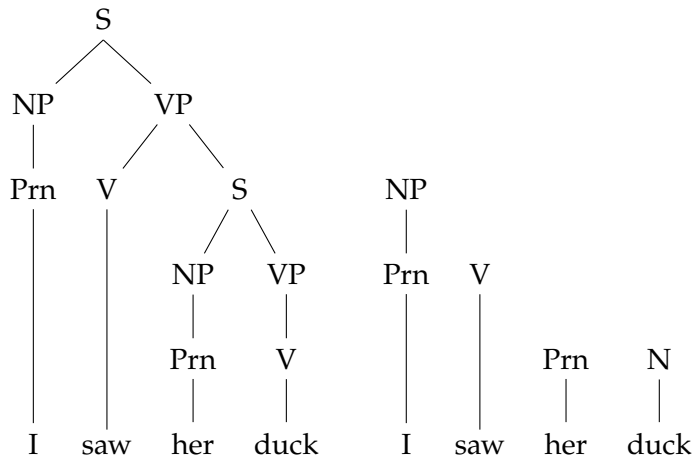 S
NP VP
Prn V S NP
NP VP Prn V
Prn V Prn N
I saw her duck I saw her duck